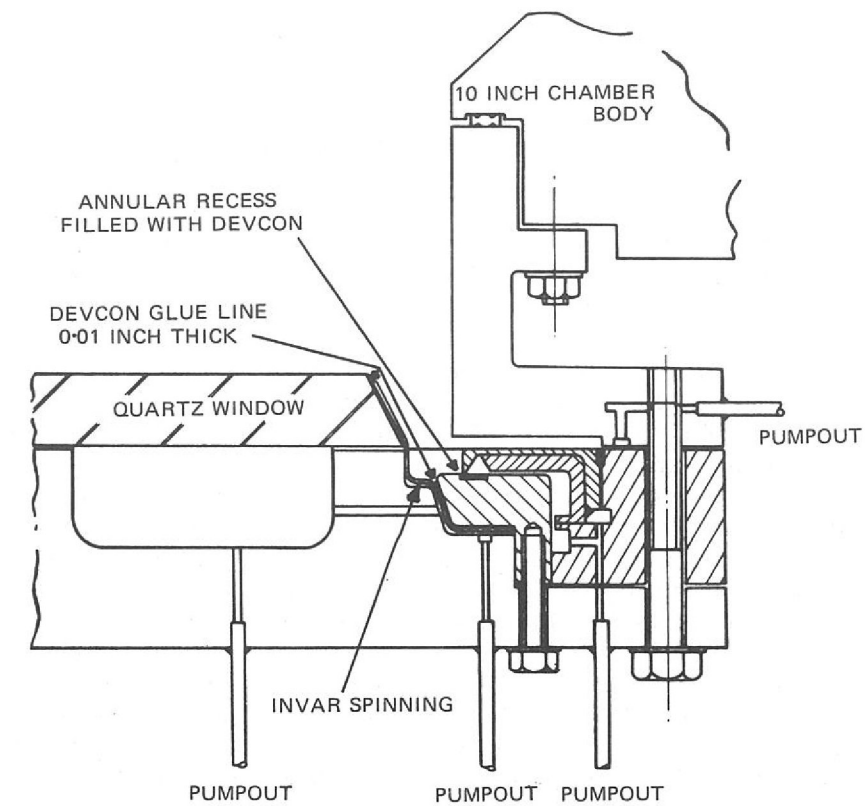 10 INCH CHAMBER
BODY
ANNULAR RECESS
FILLED WITH DEVCON
DEVCON GLUE LINE
0·01 INCH THICK
QUARTZ WINDOW
PUMPOUT
INVAR SPINNING
PUMPOUT
PUMPOUT
PUMPOUT